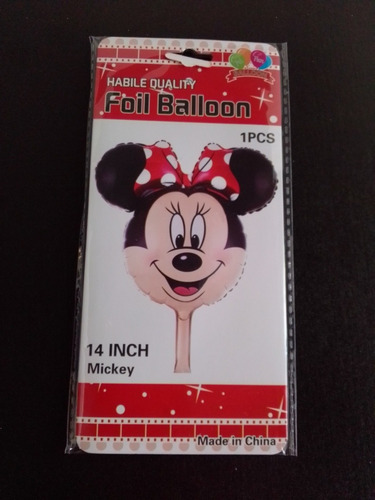 HABILE QUALITY
Foil Balloon
1PCS
14 INCH
Mickey
Made in China